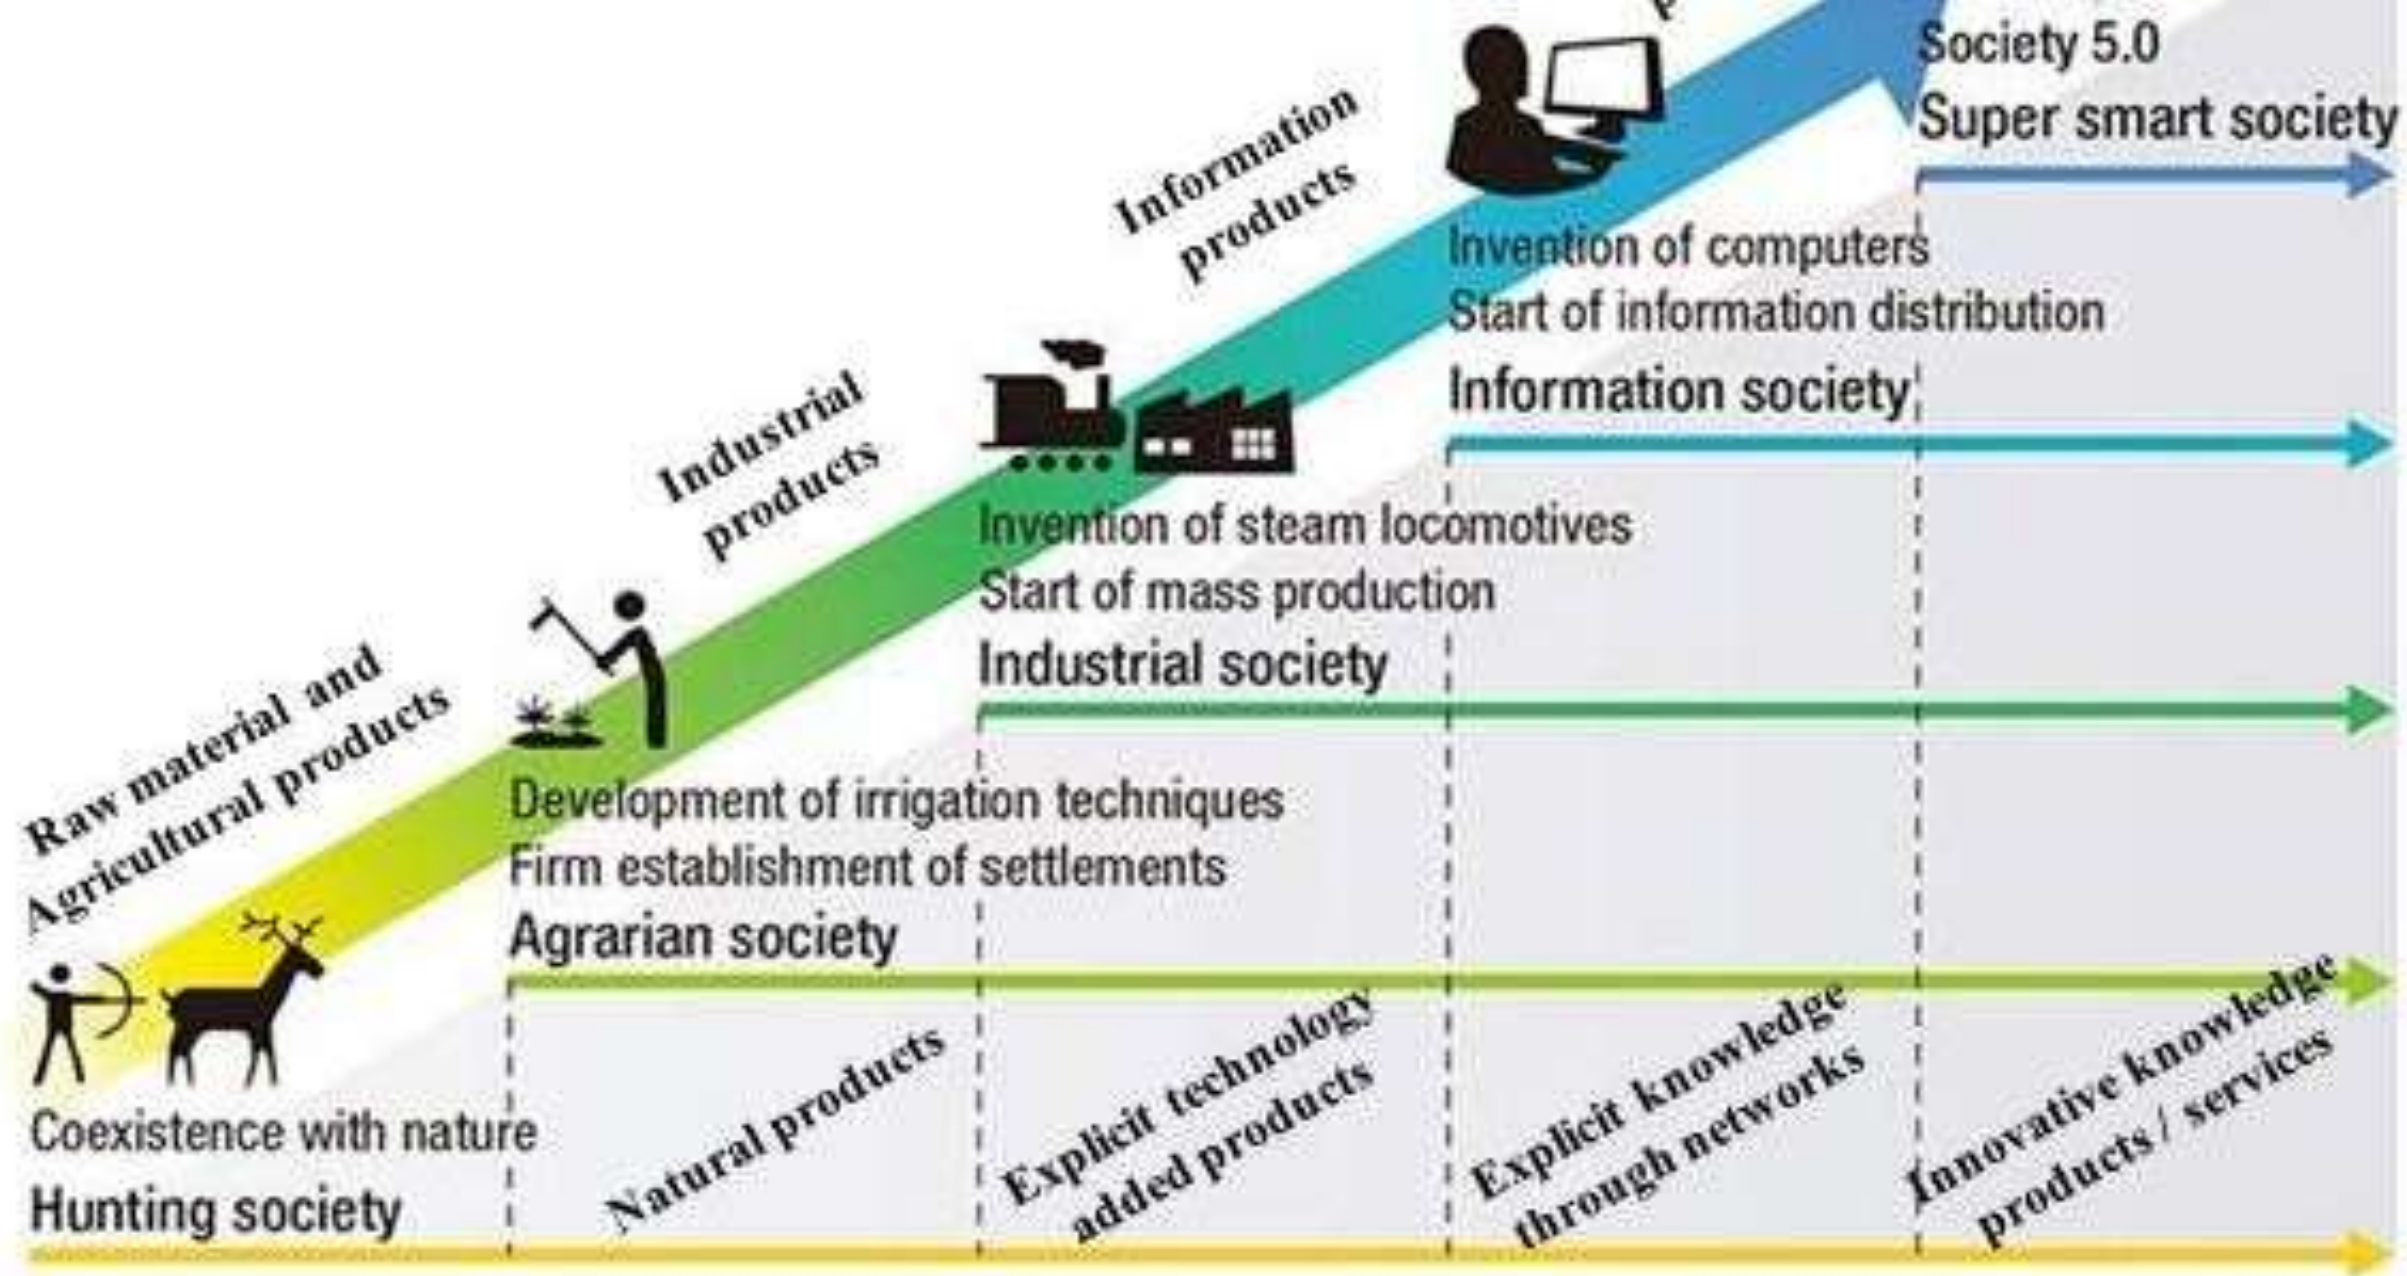 Society 5.0
Super smart society
Information
products
Invention of computers
Start of information distribution
Information society
Industrial
products
Invention of steam locomotives
Start of mass production
Industrial society
Raw material and
Agricultural products
Development of irrigation techniques
Firm establishment of settlements
Agrarian society
Coexistence with nature
Hunting society
Natural products
Explicit technology
added products
Explicit knowledge
through networks
Innovative knowledge
products / services